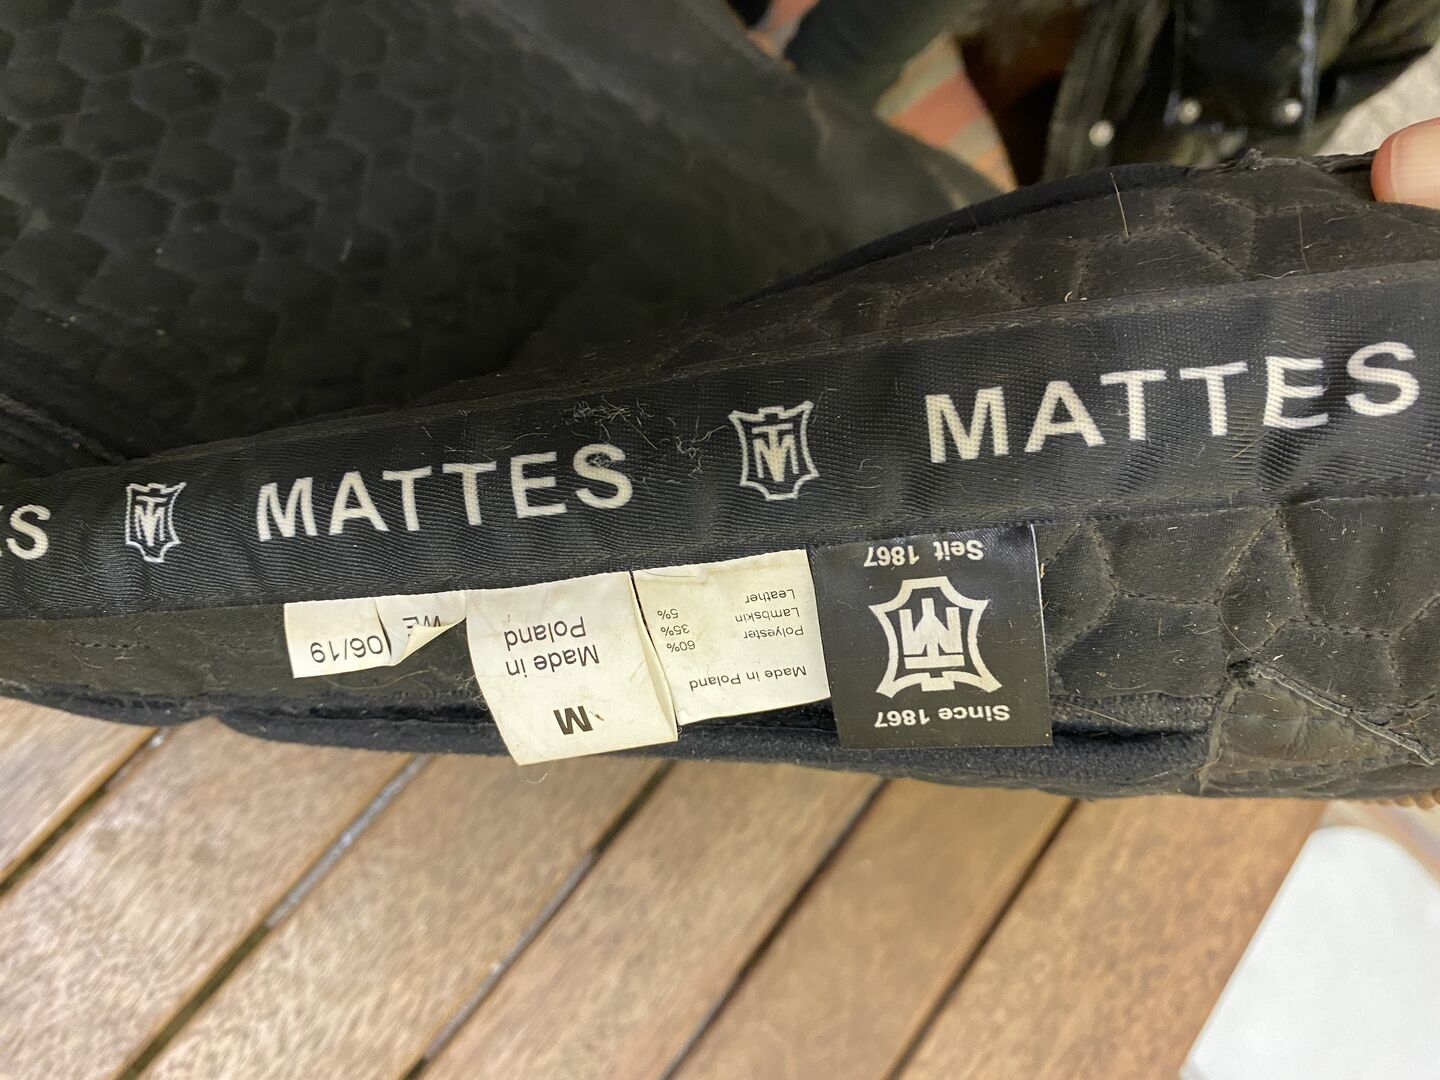 MATTES
MATTES
Seit 1867
Since 1867
Made in Poland
60% Polyester
35% Lambskin
5% Leather
M
Made in
Poland
06/19